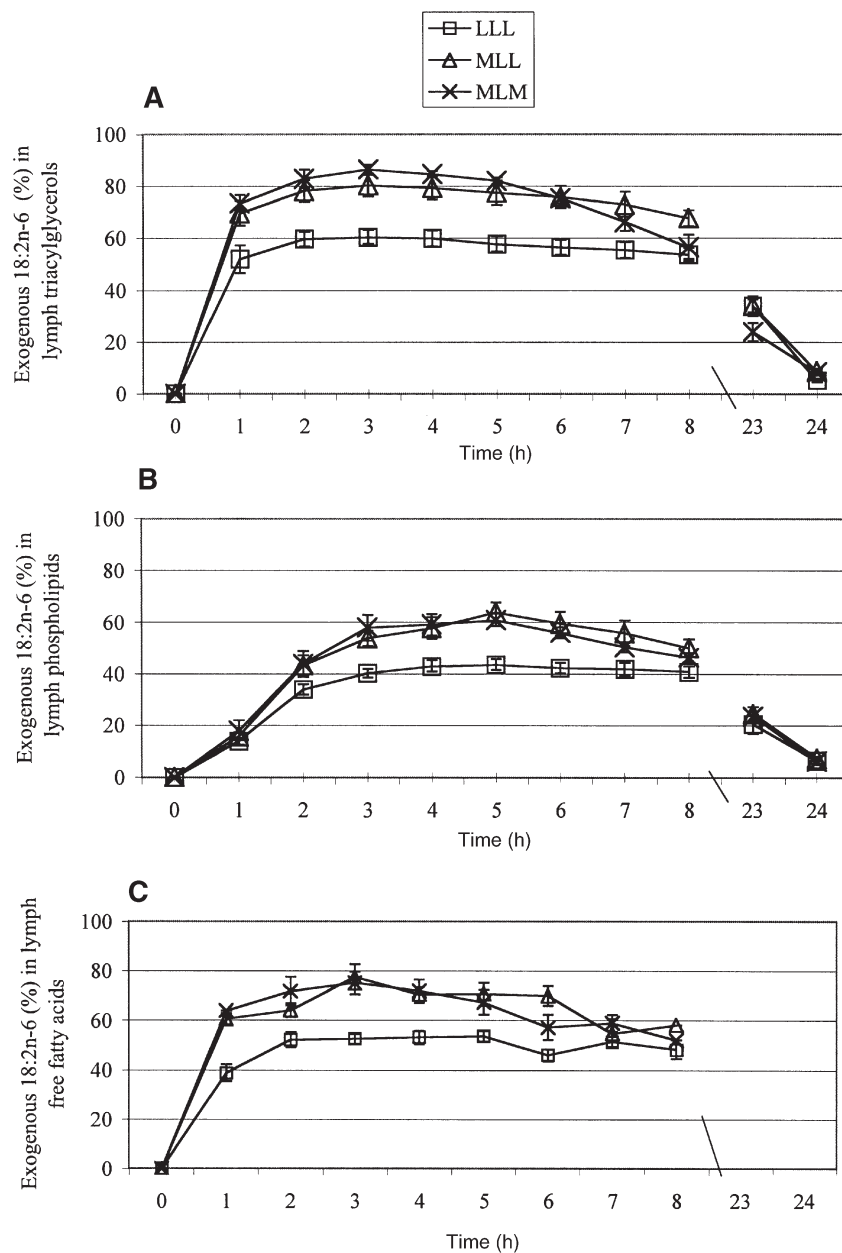 LLL
MLL
MLM
A
Exogenous 18:2n-6 (%) in
lymph triacylglycerols
100
80
60
40
20
0
0 1 2 3 4 5 6 7 8 23 24
Time (h)
B
Exogenous 18:2n-6 (%) in
lymph phospholipids
100
80
60
40
20
0
0 1 2 3 4 5 6 7 8 23 24
Time (h)
C
Exogenous 18:2n-6 (%) in lymph
free fatty acids
100
80
60
40
20
0
0 1 2 3 4 5 6 7 8 23 24
Time (h)